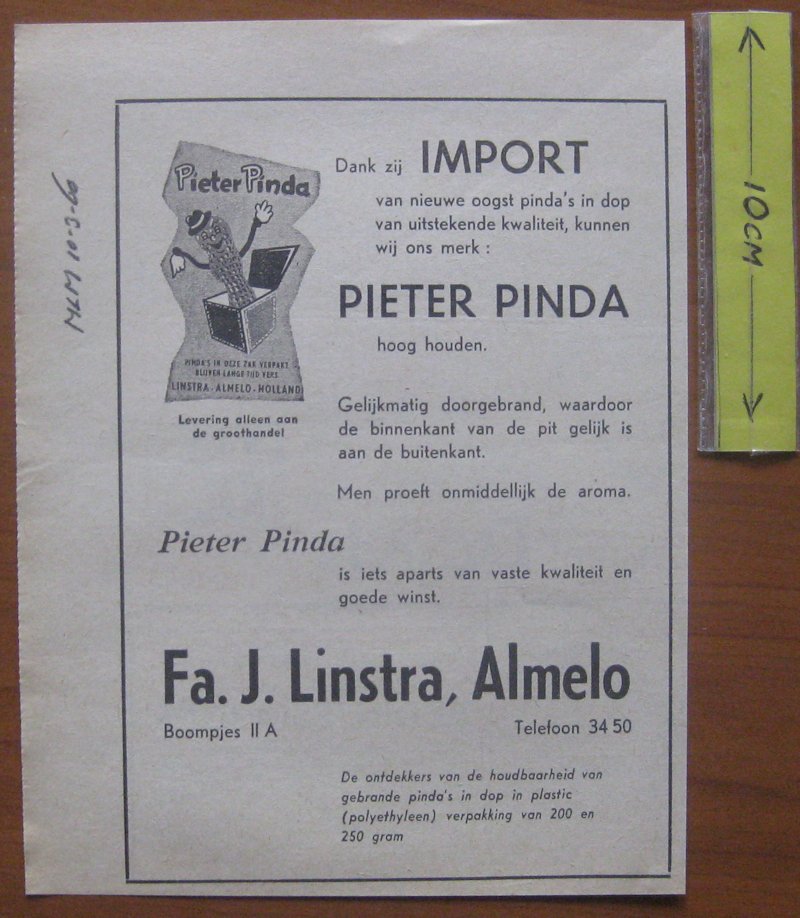 Pieter Pinda
PINDA'S IN DEZE ZAK VERPAKT
BLIJVEN LANGE TIJD VERS
LINSTRA - ALMELO - HOLLAND
Levering alleen aan
de groothandel
Dank zij IMPORT
van nieuwe oogst pinda's in dop
van uitstekende kwaliteit, kunnen
wij ons merk :
PIETER PINDA
hoog houden.
Gelijkmatig doorgebrand, waardoor
de binnenkant van de pit gelijk is
aan de buitenkant.
Men proeft onmiddellijk de aroma.
Pieter Pinda
is iets aparts van vaste kwaliteit en
goede winst.
Fa. J. Linstra, Almelo
Boompjes II A
Telefoon 34 50
De ontdekkers van de houdbaarheid van
gebrande pinda's in dop in plastic
(polyethyleen) verpakking van 200 en
250 gram
10CM